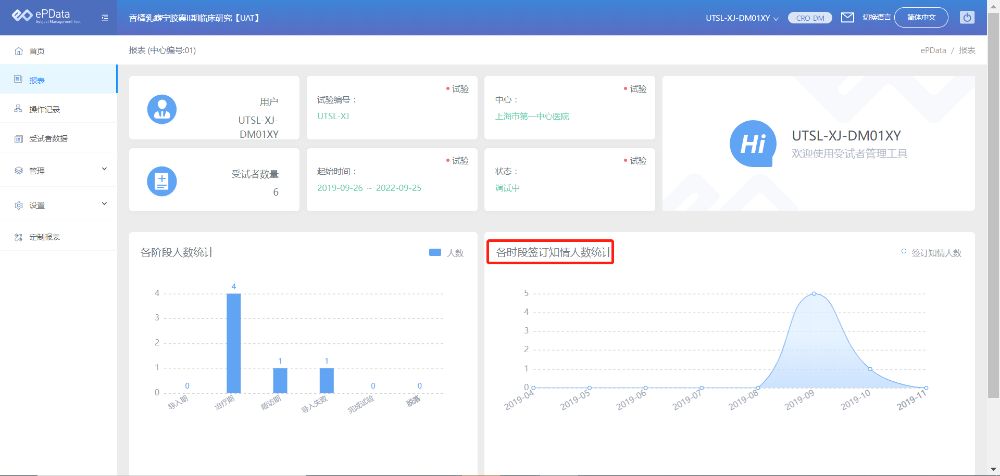 ePData
Subject Management Tool
香橘乳癖宁胶囊II期临床研究【UAT】
UTSL-XJ-DM01XY
CRO-DM
切换语言
简体中文
首页
报表
操作记录
受试者数据
管理
设置
定制报表
报表 (中心编号:01)
ePData / 报表
用户
UTSL-XJ-
DM01XY
试验
试验编号：
UTSL-XJ
试验
中心：
上海市第一中心医院
Hi
UTSL-XJ-DM01XY
欢迎使用受试者管理工具
受试者数量
6
试验
起始时间：
2019-09-26 ~ 2022-09-25
试验
状态：
调试中
各阶段人数统计
人数
4
3
2
1
0
0
4
1
1
0
0
导入期
治疗期
随访期
导入失败
完成试验
脱落
各时段签订知情人数统计
签订知情人数
5
4
3
2
1
0
2019-04
2019-05
2019-06
2019-07
2019-08
2019-09
2019-10
2019-11